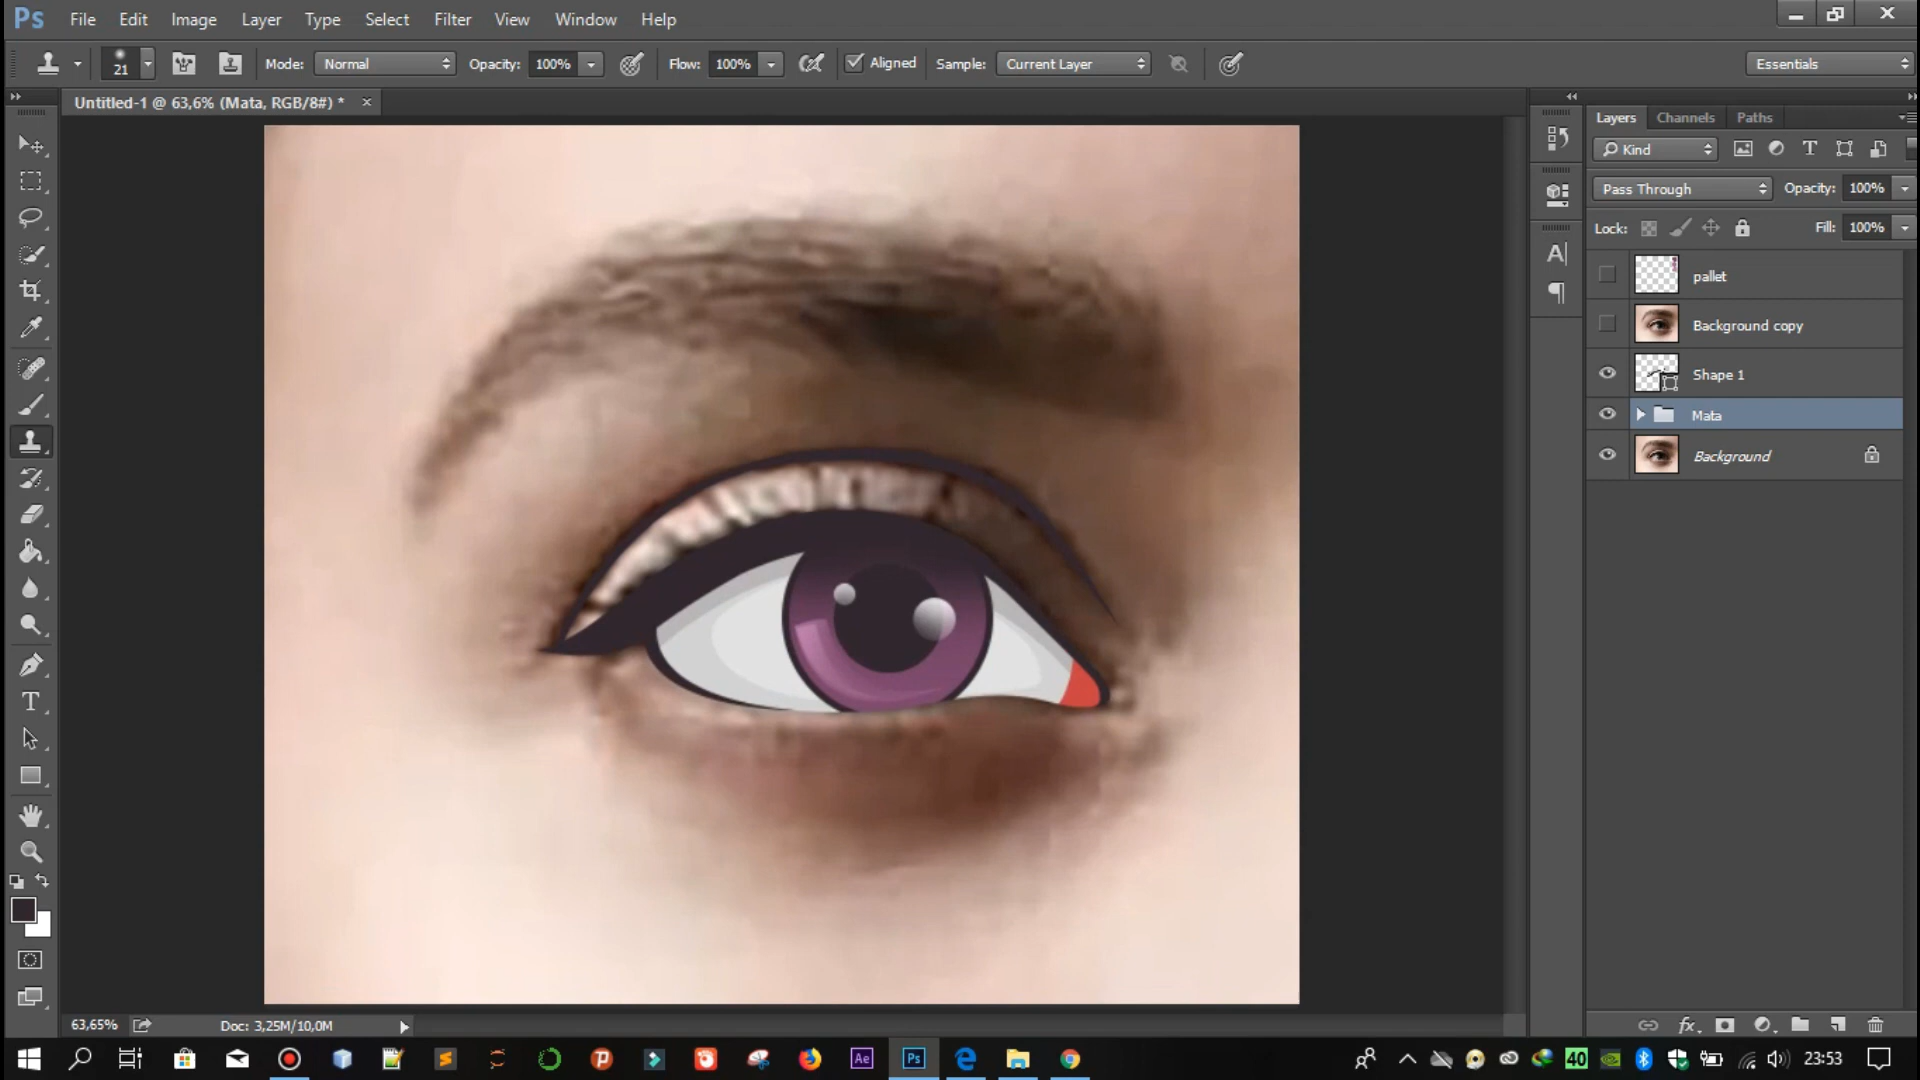 Ps File Edit Image Layer Type Select Filter View Window Help
21 Mode: Normal Opacity: 100% Flow: 100% Aligned Sample: Current Layer Essentials
Untitled-1 @ 63,6% (Mata, RGB/8#) *
Layers Channels Paths
Kind
Pass Through Opacity: 100%
Lock: Fill: 100%
pallet
Background copy
Shape 1
Mata
Background
63,65% Doc: 3,25M/10,0M
Ae Ps 40 23:53